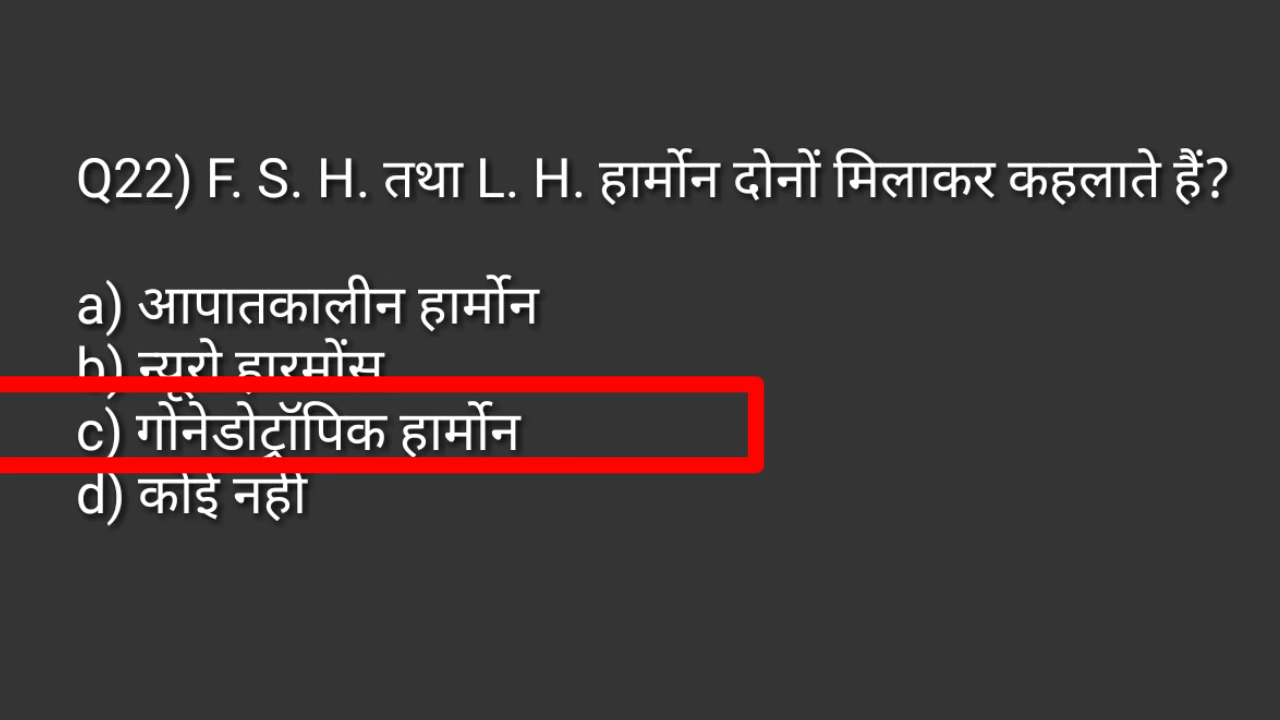 Q22) F. S. H. तथा L. H. हार्मोन दोनों मिलाकर कहलाते हैं?
a) आपातकालीन हार्मोन
b) न्यूरो हारमोंस
c) गोनेडोट्रॉपिक हार्मोन
d) कोई नहीं